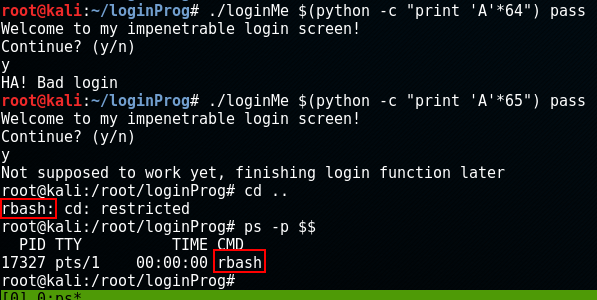 root@kali:~/loginProg# ./loginMe $(python -c "print 'A'*64") pass
Welcome to my impenetrable login screen!
Continue? (y/n)
y
HA! Bad login
root@kali:~/loginProg# ./loginMe $(python -c "print 'A'*65") pass
Welcome to my impenetrable login screen!
Continue? (y/n)
y
Not supposed to work yet, finishing login function later
root@kali:/root/loginProg# cd ..
rbash: cd: restricted
root@kali:/root/loginProg# ps -p $$
  PID TTY          TIME CMD
17327 pts/1    00:00:00 rbash
root@kali:/root/loginProg#
[0] 0:ps*